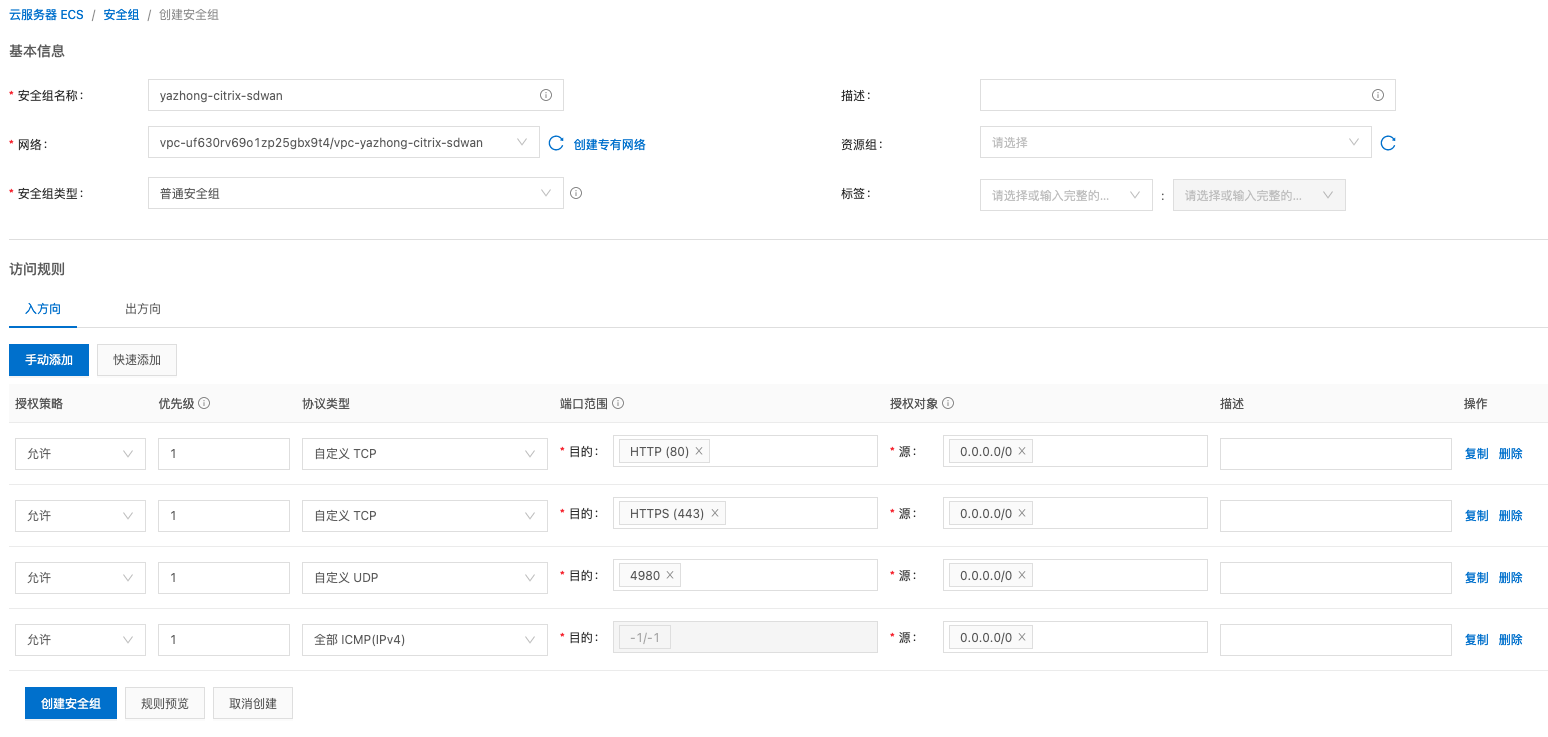 云服务器 ECS / 安全组 / 创建安全组
基本信息
* 安全组名称: yazhong-citrix-sdwan 描述:
* 网络: vpc-uf630rv69o1zp25gbx9t4/vpc-yazhong-citrix-sdwan 创建专有网络 资源组: 请选择
* 安全组类型: 普通安全组 标签: 请选择或输入完整的... : 请选择或输入完整的...
访问规则
入方向 出方向
手动添加 快速添加
授权策略 优先级 协议类型 端口范围 授权对象 描述 操作
允许 1 自定义 TCP * 目的: HTTP (80) × * 源: 0.0.0.0/0 × 复制 删除
允许 1 自定义 TCP * 目的: HTTPS (443) × * 源: 0.0.0.0/0 × 复制 删除
允许 1 自定义 UDP * 目的: 4980 × * 源: 0.0.0.0/0 × 复制 删除
允许 1 全部 ICMP(IPv4) * 目的: -1/-1 * 源: 0.0.0.0/0 × 复制 删除
创建安全组 规则预览 取消创建